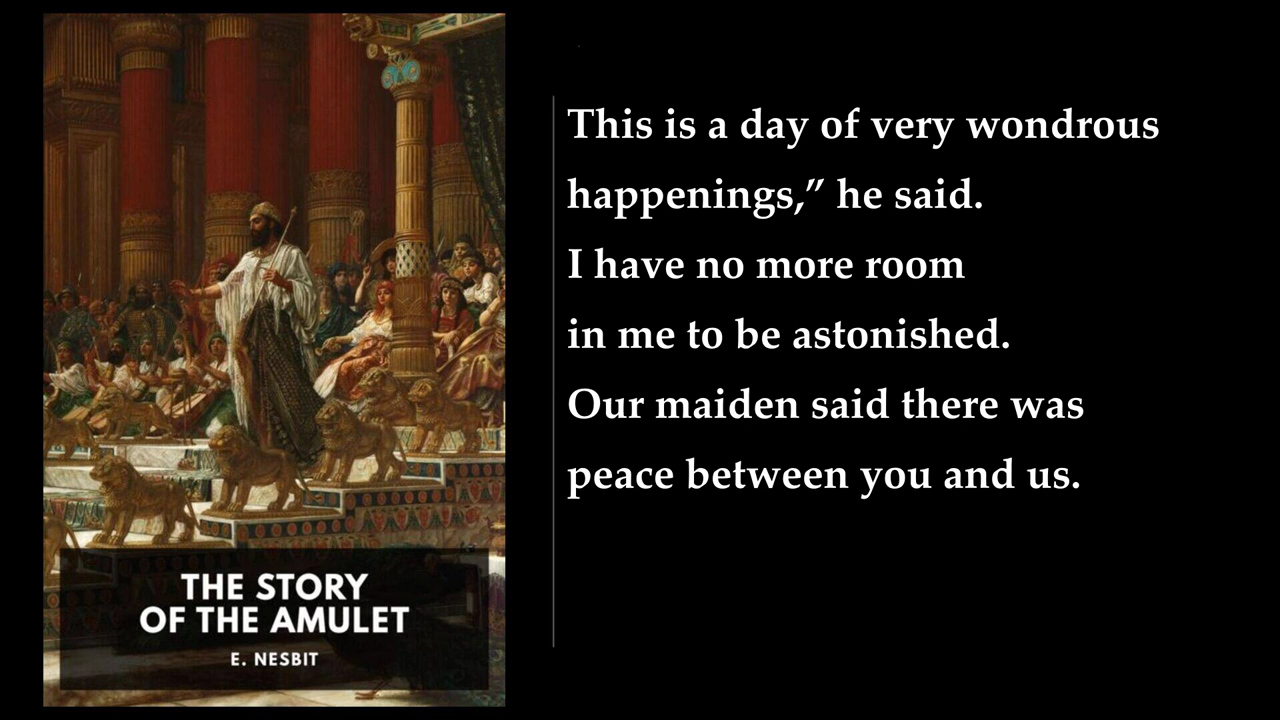 THE STORY
OF THE AMULET
E. NESBIT
This is a day of very wondrous
happenings,” he said.
I have no more room
in me to be astonished.
Our maiden said there was
peace between you and us.